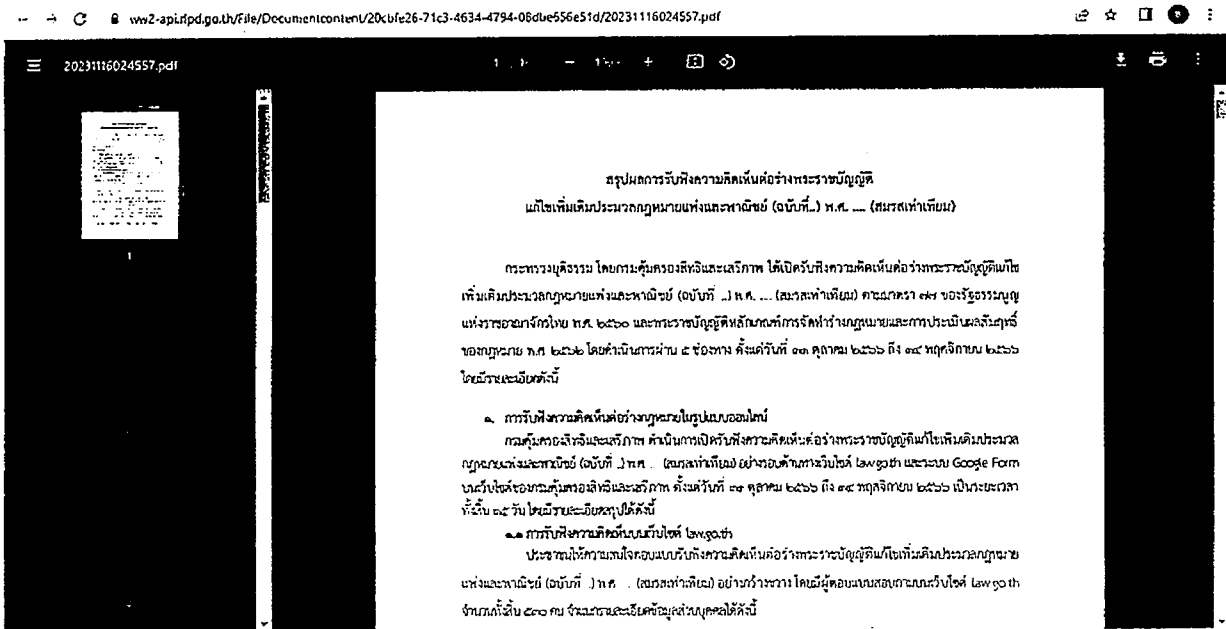 ww2-api.rlpd.go.th/File/Documentcontent/
20231116024557.pdf
20231116024557.pdf
1
สรุปผลการรับฟังความคิดเห็นต่อร่างพระราชบัญญัติ
แก้ไขเพิ่มเติมประมวลกฎหมายแพ่งและพาณิชย์ (ฉบับที่..) พ.ศ. .... (สมรสเท่าเทียม)
กระทรวงยุติธรรม โดยกรมคุ้มครองสิทธิและเสรีภาพ ได้เปิดรับฟังความคิดเห็นต่อร่างพระราชบัญญัติแก้ไข
เพิ่มเติมประมวลกฎหมายแพ่งและพาณิชย์ (ฉบับที่ ..) พ.ศ. .... (สมรสเท่าเทียม) ตามมาตรา ๗๗ ของรัฐธรรมนูญ
แห่งราชอาณาจักรไทย พ.ศ. ๒๕๖๐ และพระราชบัญญัติหลักเกณฑ์การจัดทำร่างกฎหมายและการประเมินผลสัมฤทธิ์
ของกฎหมาย พ.ศ. ๒๕๖๒ โดยดำเนินการผ่าน ๕ ช่องทาง ตั้งแต่วันที่ ๓๑ ตุลาคม ๒๕๖๖ ถึง ๑๔ พฤศจิกายน ๒๕๖๖
โดยมีรายละเอียดดังนี้
๑. การรับฟังความคิดเห็นต่อร่างกฎหมายในรูปแบบออนไลน์
กรมคุ้มครองสิทธิและเสรีภาพ ดำเนินการเปิดรับฟังความคิดเห็นต่อร่างพระราชบัญญัติแก้ไขเพิ่มเติมประมวล
กฎหมายแพ่งและพาณิชย์ (ฉบับที่ ..) พ.ศ. .. (สมรสเท่าเทียม) อย่างรอบด้านทางเว็บไซต์ law.go.th และระบบ Google Form
บนเว็บไซต์ของกรมคุ้มครองสิทธิและเสรีภาพ ตั้งแต่วันที่ ๓๑ ตุลาคม ๒๕๖๖ ถึง ๑๔ พฤศจิกายน ๒๕๖๖ เป็นระยะเวลา
ทั้งสิ้น ๑๕ วัน โดยมีรายละเอียดสรุปได้ดังนี้
๑.๑ การรับฟังความคิดเห็นบนเว็บไซต์ law.go.th
ประชาชนให้ความสนใจตอบแบบรับฟังความคิดเห็นต่อร่างพระราชบัญญัติแก้ไขเพิ่มเติมประมวลกฎหมาย
แพ่งและพาณิชย์ (ฉบับที่ ..) พ.ศ. .. (สมรสเท่าเทียม) อย่างกว้างขวาง โดยมีผู้ตอบแบบสอบถามบนเว็บไซต์ law.go.th
จำนวนทั้งสิ้น คน จำแนกรายละเอียดข้อมูลส่วนบุคคลได้ดังนี้